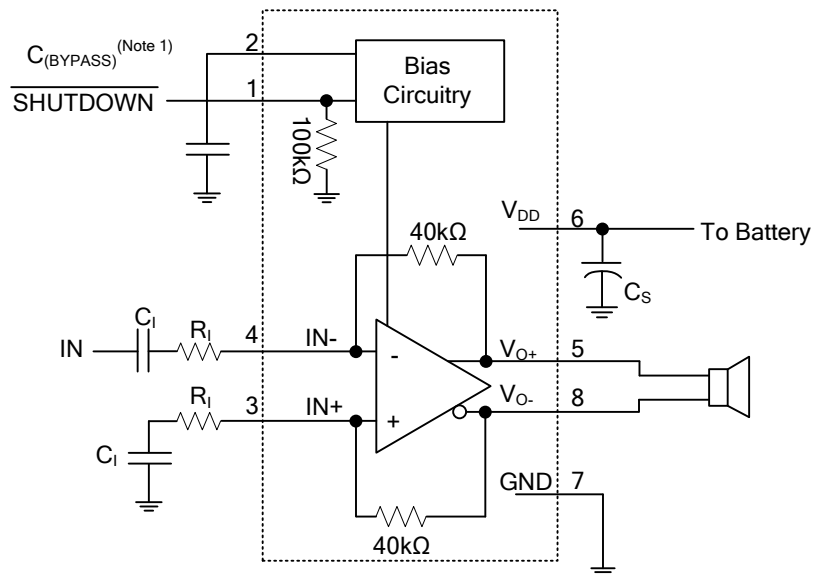 C(BYPASS)(Note 1)
2
Bias
Circuitry
SHUTDOWN
1
100kΩ
VDD
6
To Battery
CS
40kΩ
IN
CI
RI
4
IN-
-
VO+
5
RI
3
IN+
+
VO-
8
CI
GND
7
40kΩ